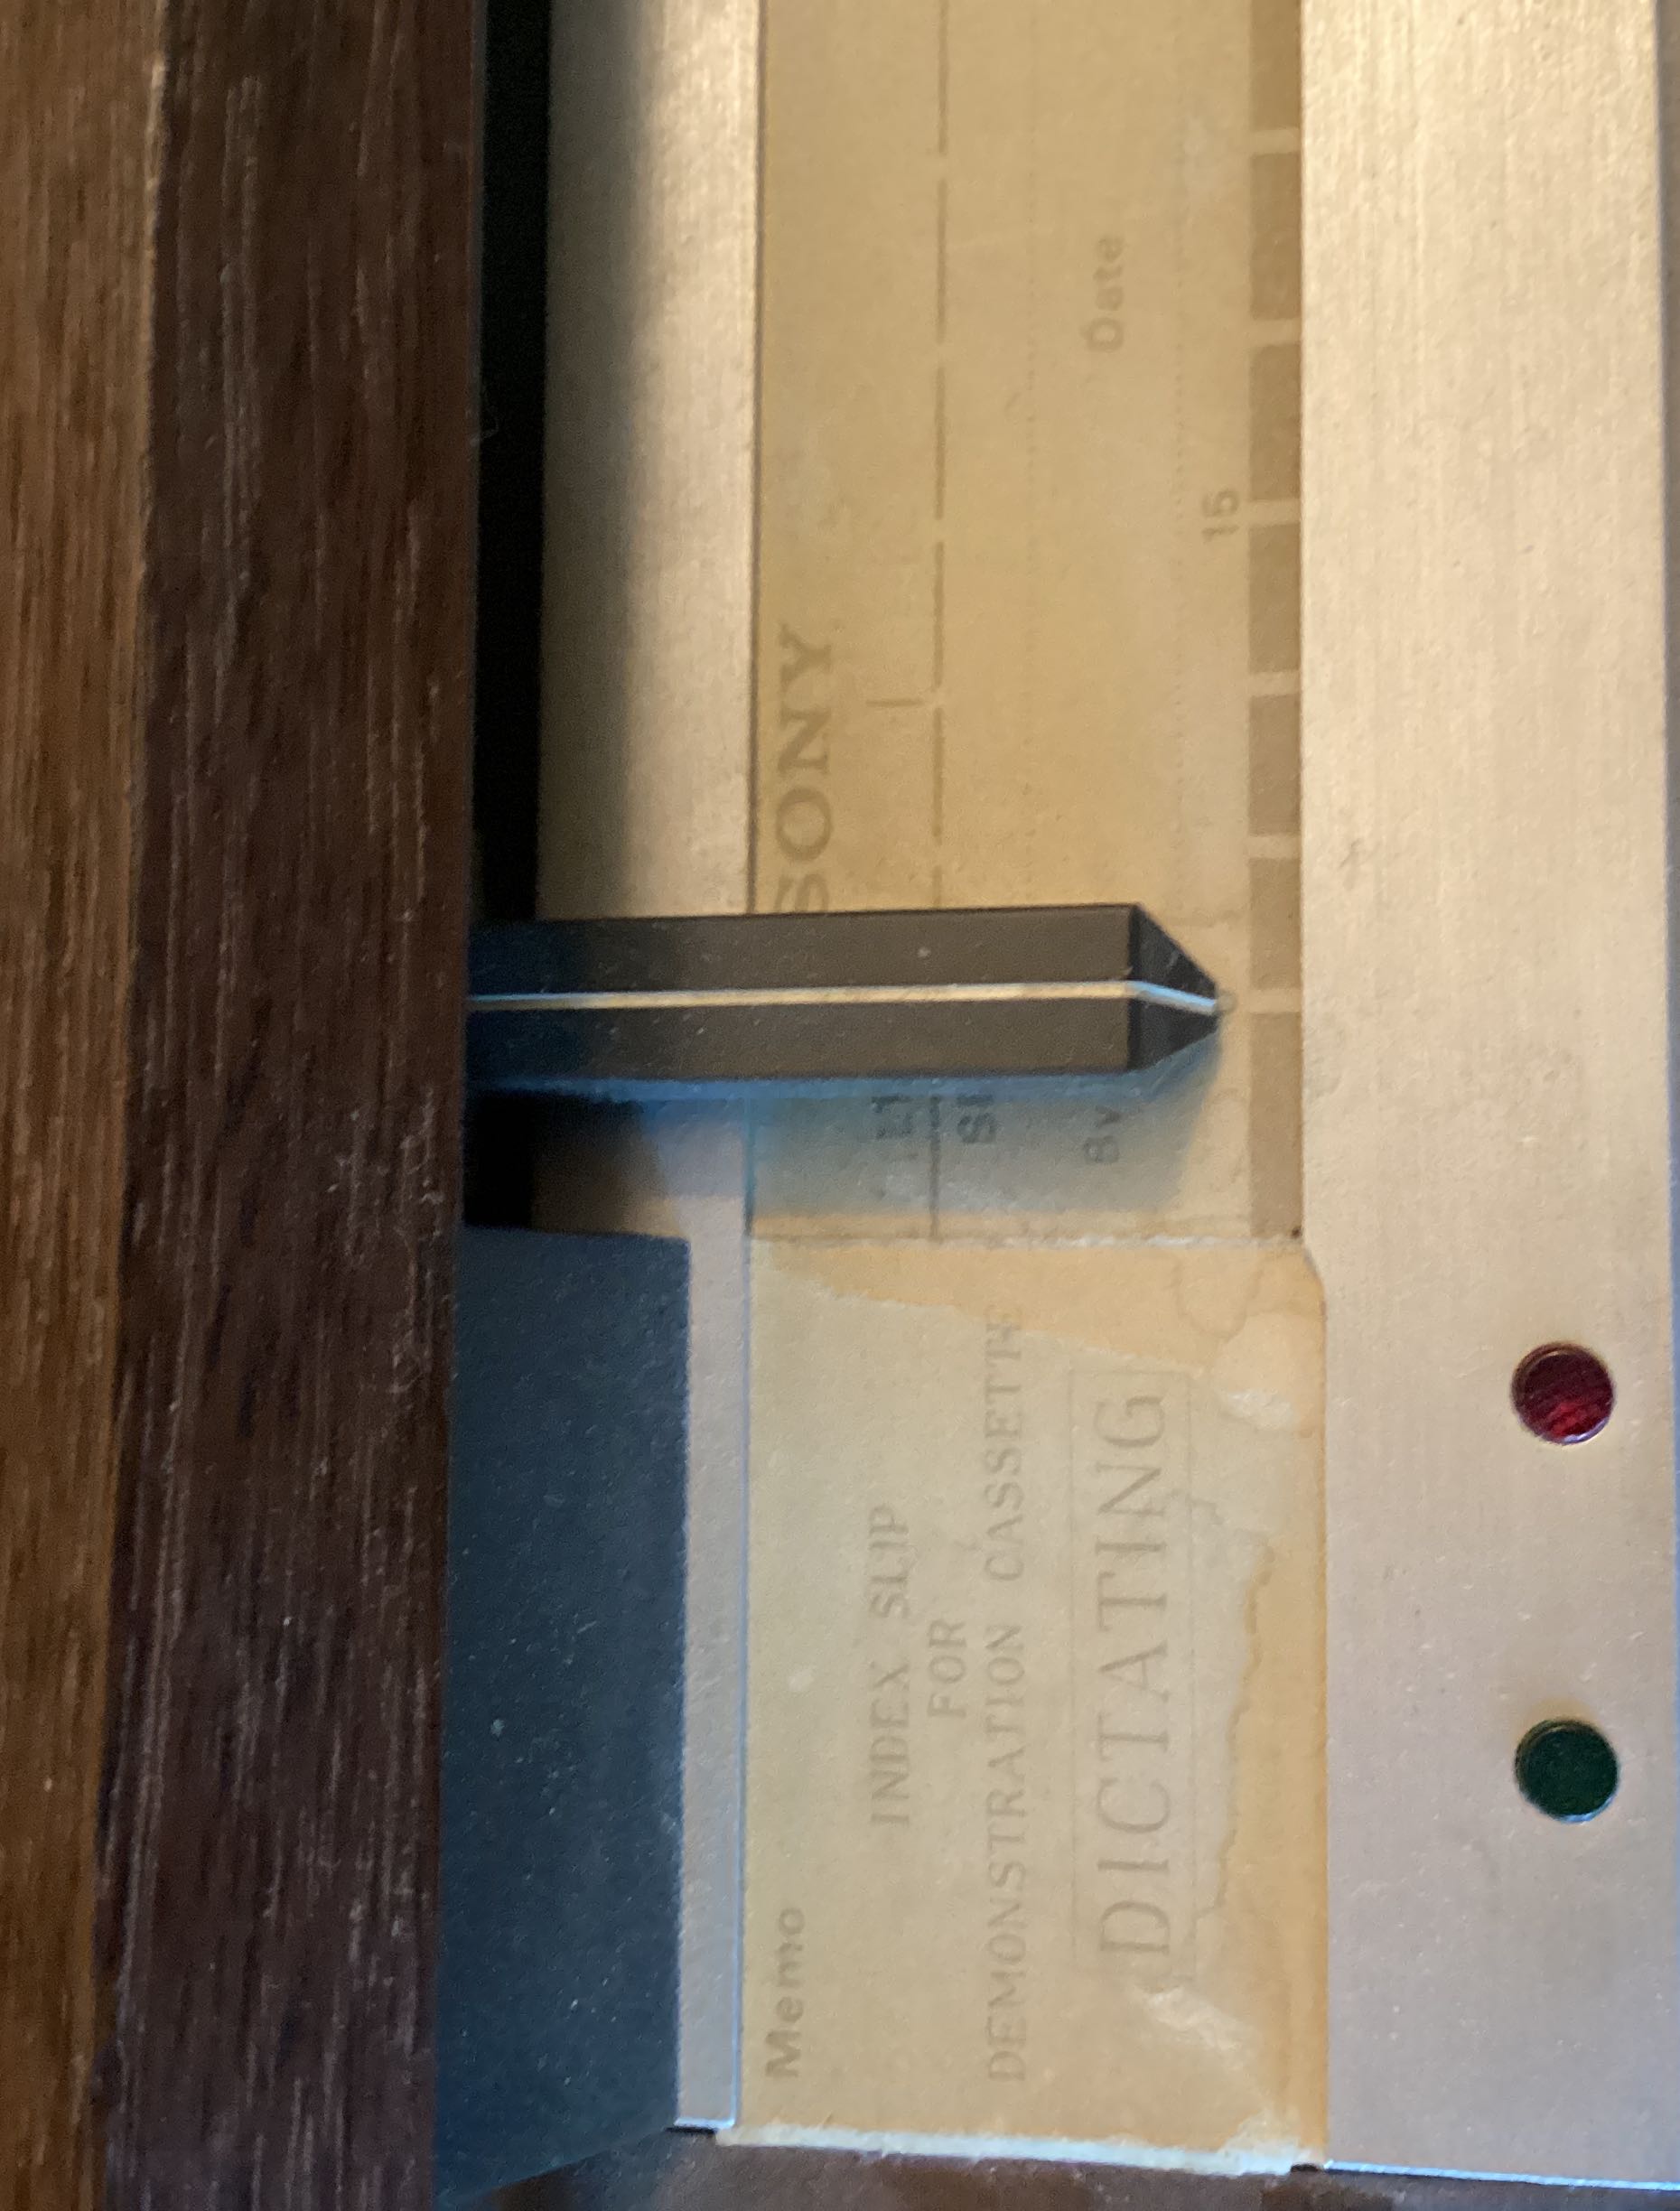 Memo
INDEX SLIP
FOR
DEMONSTRATION CASSETTE
DICTATING
SONY
By
Date
15